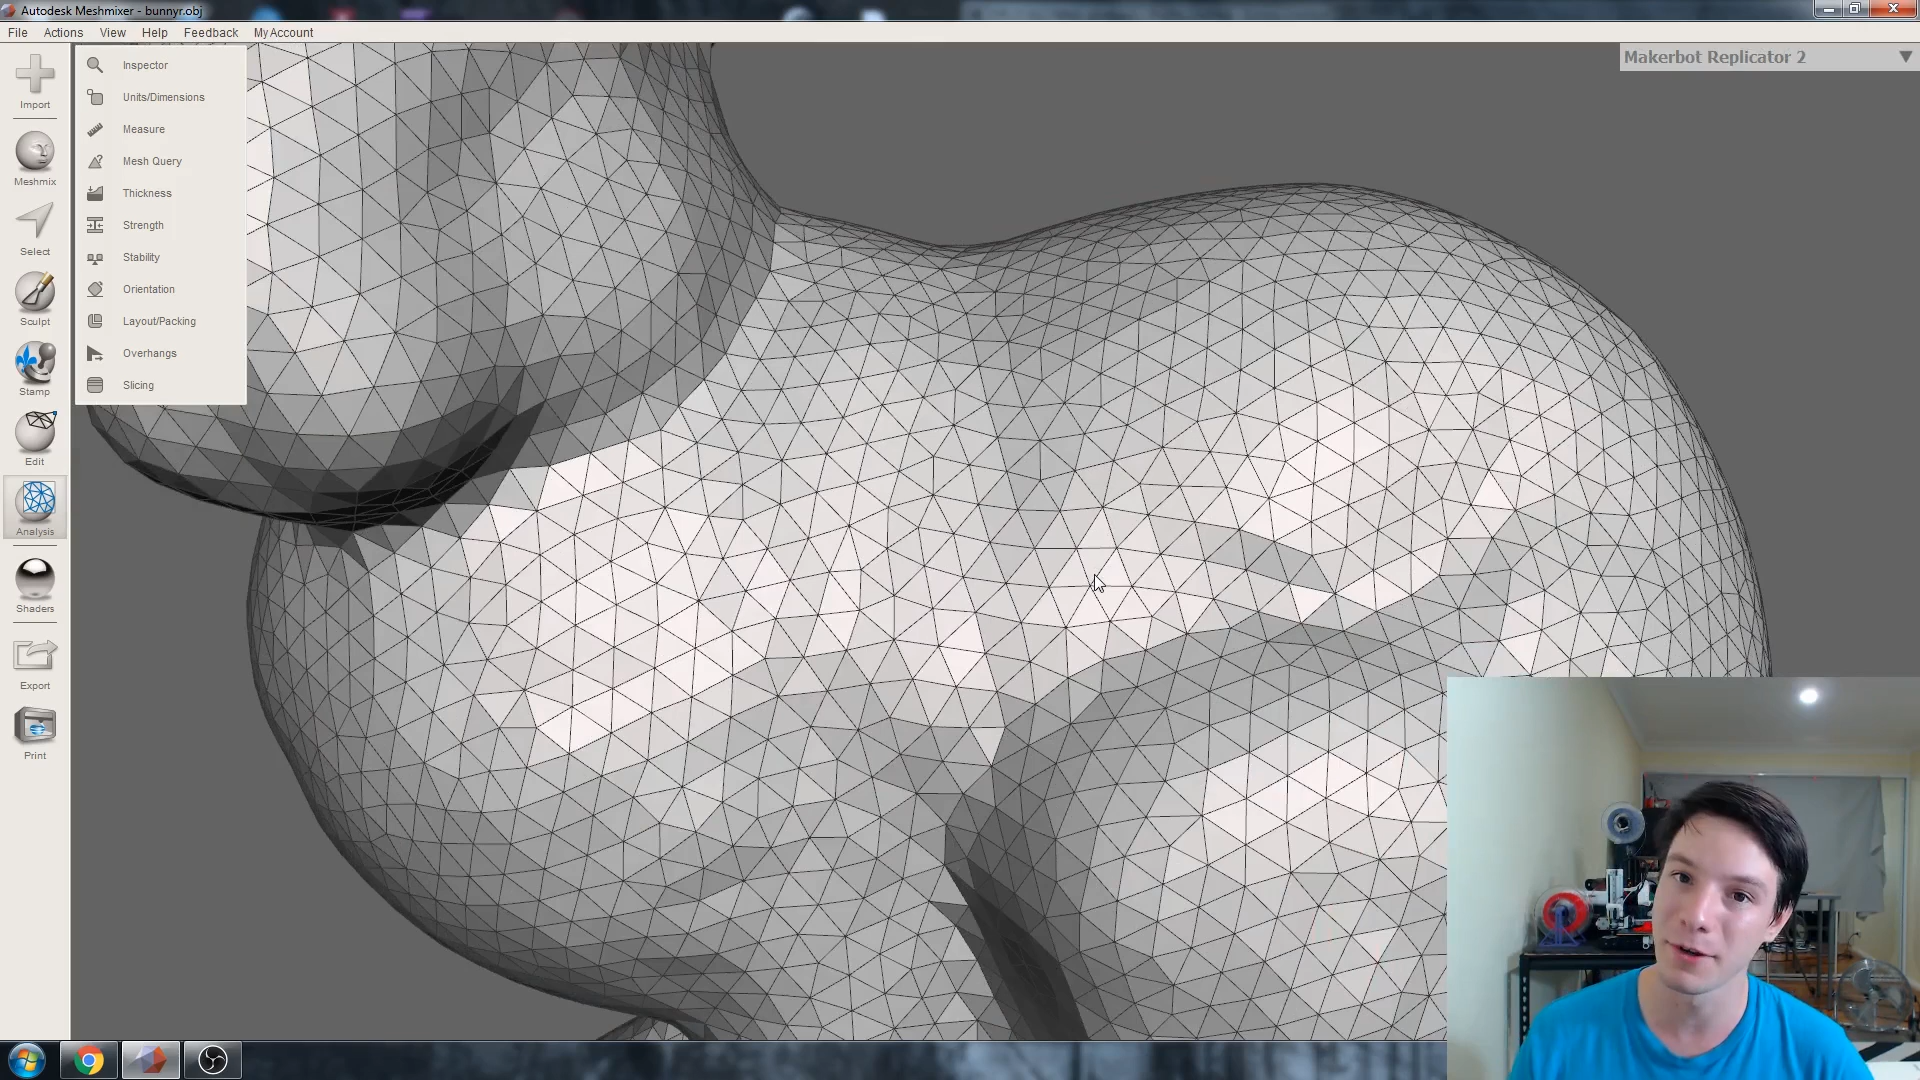 Autodesk Meshmixer - bunnyr.obj
File Actions View Help Feedback My Account
Import
Meshmix
Select
Sculpt
Stamp
Edit
Analysis
Shaders
Export
Print
Inspector
Units/Dimensions
Measure
Mesh Query
Thickness
Strength
Stability
Orientation
Layout/Packing
Overhangs
Slicing
Makerbot Replicator 2